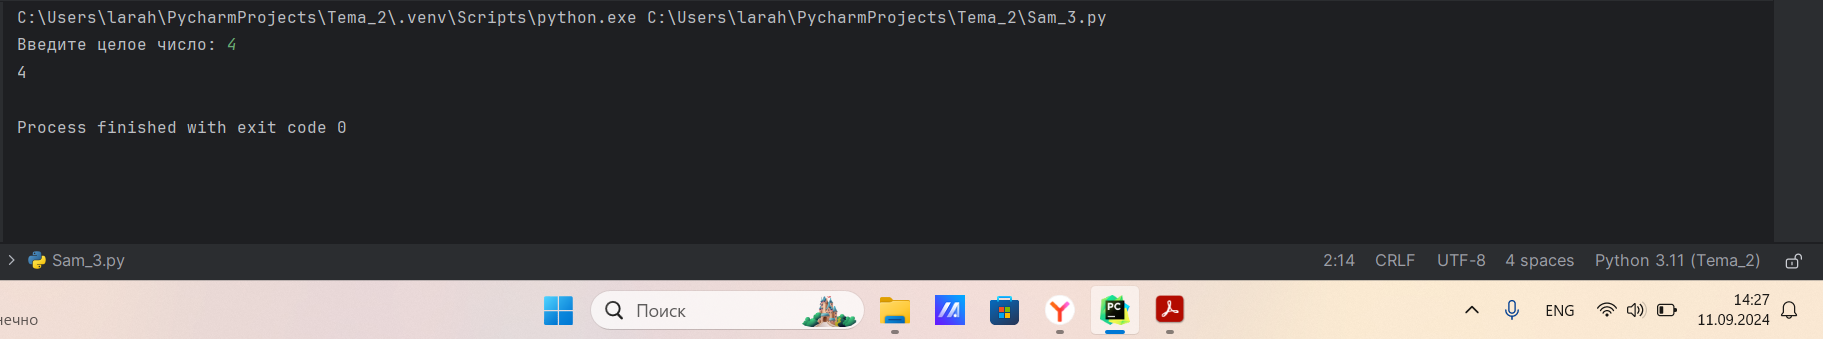 C:\Users\larah\PycharmProjects\Tema_2\.venv\Scripts\python.exe C:\Users\larah\PycharmProjects\Tema_2\Sam_3.py
Введите целое число: 4
4
Process finished with exit code 0
Sam_3.py 2:14 CRLF UTF-8 4 spaces Python 3.11 (Tema_2)
Поиск PC ENG 14:27
нечно 11.09.2024